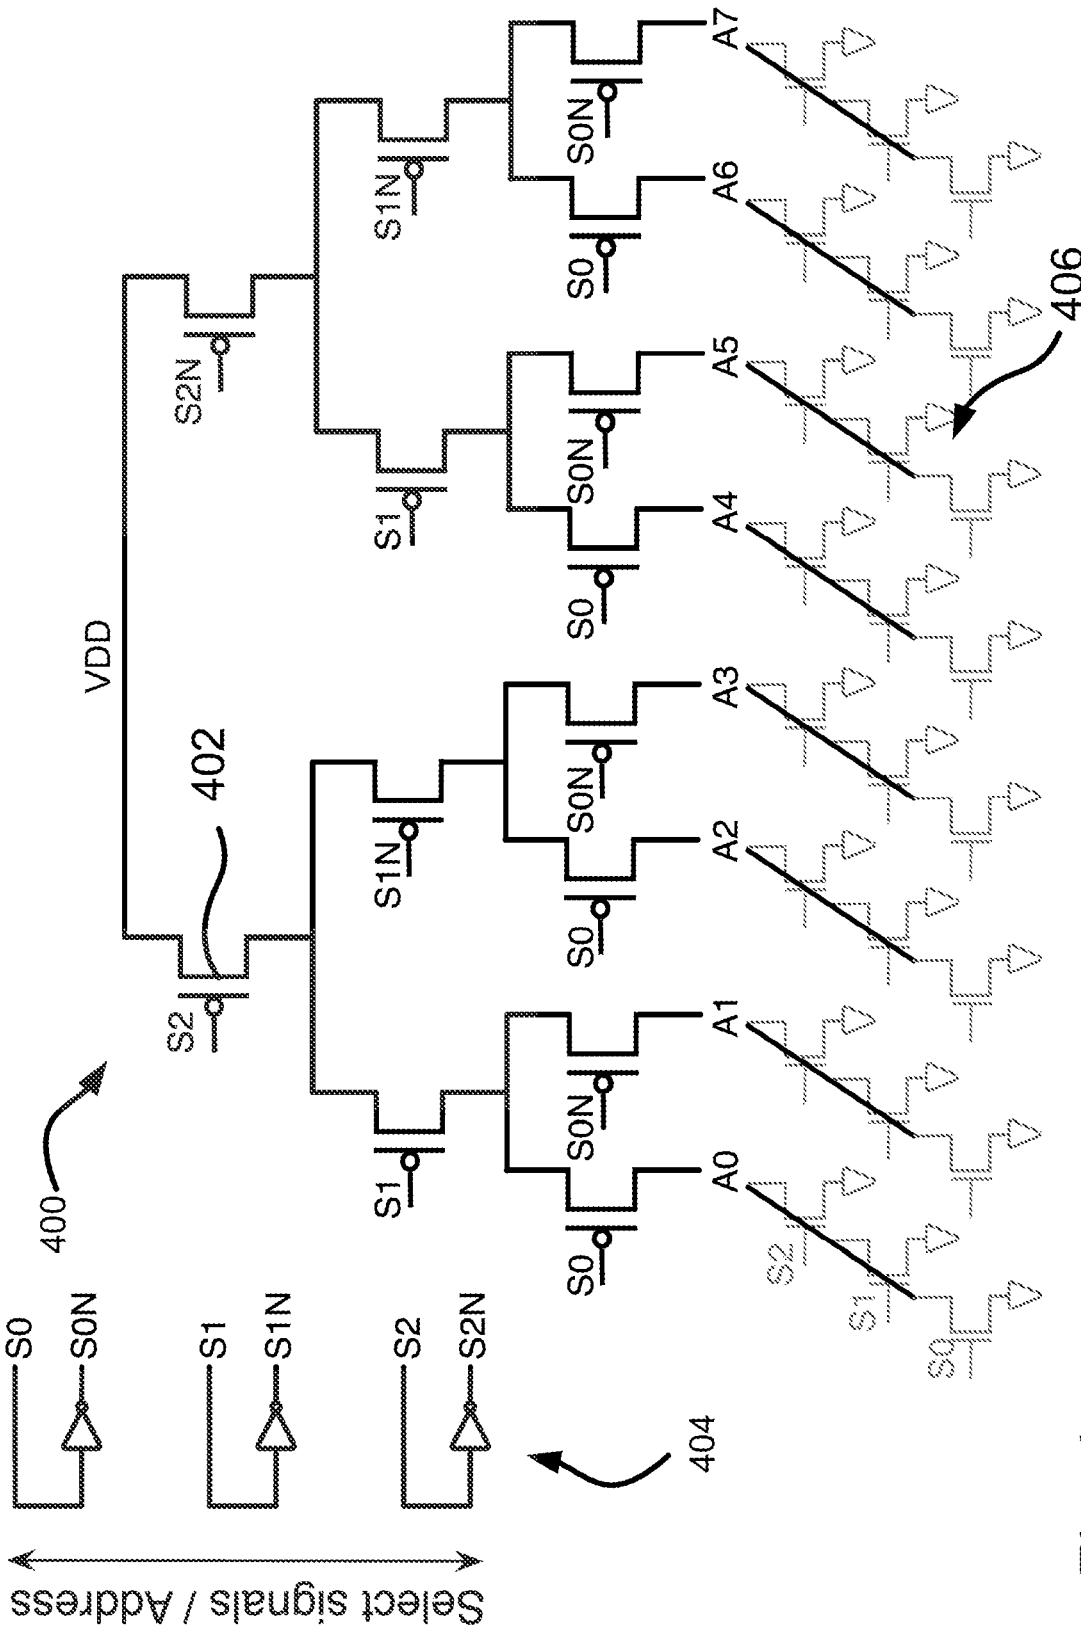 Select signals / Address
S0
S0N
S1
S1N
S2
S2N
404
400
VDD
S2
402
S2N
S1
S1N
S1
S1N
S0
S0N
S0
S0N
S0
S0N
S0
S0N
A0
A1
A2
A3
A4
A5
A6
A7
S2
S1
S0
406